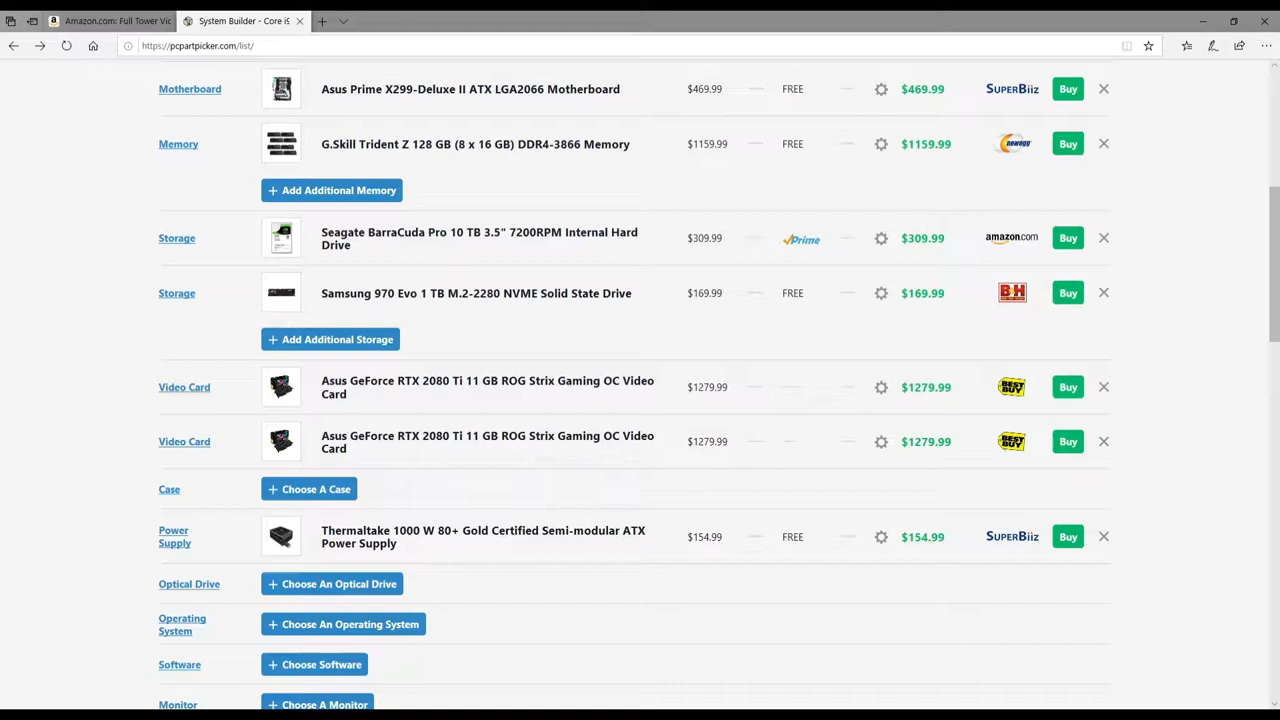 Amazon.com: Full Tower Vic
System Builder - Core i9
https://pcpartpicker.com/list/
Motherboard Asus Prime X299-Deluxe II ATX LGA2066 Motherboard $469.99 FREE $469.99 SUPERBIIZ Buy
Memory G.Skill Trident Z 128 GB (8 x 16 GB) DDR4-3866 Memory $1159.99 FREE $1159.99 newegg Buy
+ Add Additional Memory
Storage Seagate BarraCuda Pro 10 TB 3.5" 7200RPM Internal Hard
Drive $309.99 Prime $309.99 amazon.com Buy
Storage Samsung 970 Evo 1 TB M.2-2280 NVME Solid State Drive $169.99 FREE $169.99 B&H Buy
+ Add Additional Storage
Video Card Asus GeForce RTX 2080 Ti 11 GB ROG Strix Gaming OC Video
Card $1279.99 $1279.99 BEST BUY Buy
Video Card Asus GeForce RTX 2080 Ti 11 GB ROG Strix Gaming OC Video
Card $1279.99 $1279.99 BEST BUY Buy
Case + Choose A Case
Power
Supply Thermaltake 1000 W 80+ Gold Certified Semi-modular ATX
Power Supply $154.99 FREE $154.99 SUPERBIIZ Buy
Optical Drive + Choose An Optical Drive
Operating
System + Choose An Operating System
Software + Choose Software
Monitor + Choose A Monitor